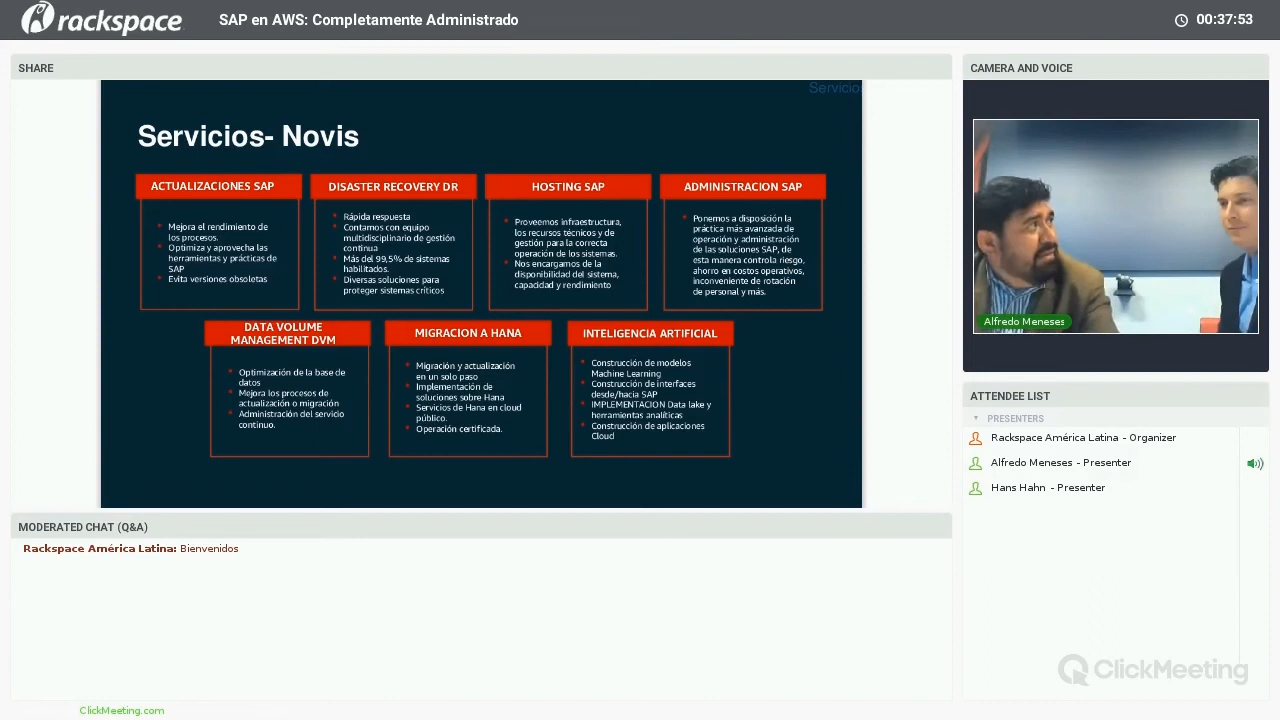 rackspace
SAP en AWS: Completamente Administrado
00:37:53
SHARE
Servicio
Servicios- Novis
ACTUALIZACIONES SAP
Mejora el rendimiento de
los procesos.
Optimiza y aprovecha las
herramientas y prácticas de
SAP
Evita versiones obsoletas
DISASTER RECOVERY DR
Rápida respuesta
Contamos con equipo
multidisciplinario de gestión
continua
Más del 99,5% de sistemas
habilitados.
Diversas soluciones para
proteger sistemas críticos
HOSTING SAP
Proveemos infraestructura,
los recursos técnicos y de
gestión para la correcta
operación de los sistemas.
Nos encargamos de la
disponibilidad del sistema,
capacidad y rendimiento
ADMINISTRACION SAP
Ponemos a disposición la
práctica más avanzada de
operación y administración
de las soluciones SAP, de
esta manera controla riesgo,
ahorro en costos operativos,
inconveniente de rotación
de personal y más.
DATA VOLUME
MANAGEMENT DVM
Optimización de la base de
datos
Mejora los procesos de
actualización o migración
Administración del servicio
continuo.
MIGRACION A HANA
Migración y actualización
en un solo paso
Implementación de
soluciones sobre Hana
Servicios de Hana en cloud
público.
Operación certificada.
INTELIGENCIA ARTIFICIAL
Construcción de modelos
Machine Learning
Construcción de interfaces
desde/hacia SAP
IMPLEMENTACION Data lake y
herramientas analíticas
Construcción de aplicaciones
Cloud
CAMERA AND VOICE
Alfredo Meneses
ATTENDEE LIST
PRESENTERS
Rackspace América Latina - Organizer
Alfredo Meneses - Presenter
Hans Hahn - Presenter
MODERATED CHAT (Q&A)
Rackspace América Latina: Bienvenidos
ClickMeeting
ClickMeeting.com